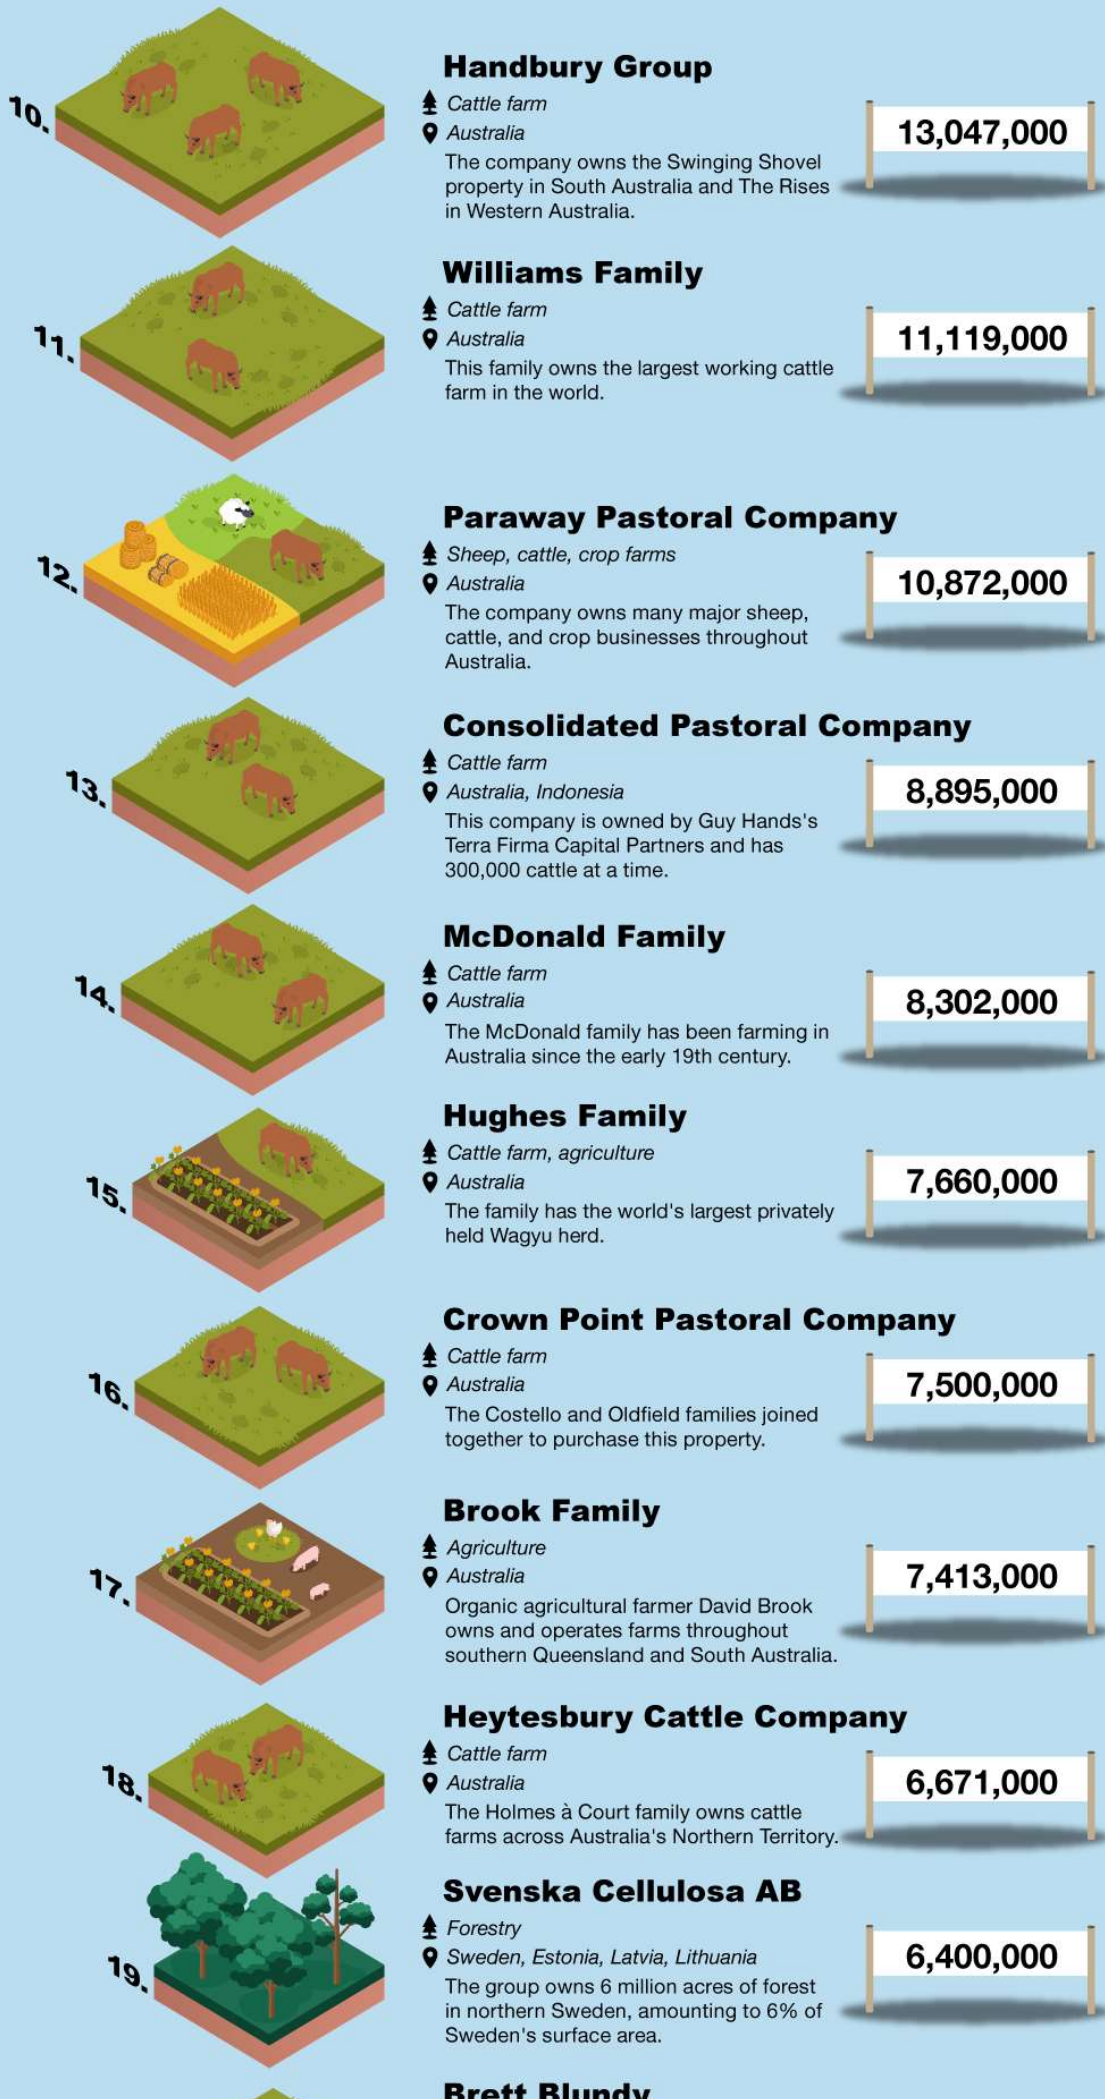 10.
Handbury Group
Cattle farm
Australia
The company owns the Swinging Shovel
property in South Australia and The Rises
in Western Australia.
13,047,000
11.
Williams Family
Cattle farm
Australia
This family owns the largest working cattle
farm in the world.
11,119,000
12.
Paraway Pastoral Company
Sheep, cattle, crop farms
Australia
The company owns many major sheep,
cattle, and crop businesses throughout
Australia.
10,872,000
13.
Consolidated Pastoral Company
Cattle farm
Australia, Indonesia
This company is owned by Guy Hands's
Terra Firma Capital Partners and has
300,000 cattle at a time.
8,895,000
14.
McDonald Family
Cattle farm
Australia
The McDonald family has been farming in
Australia since the early 19th century.
8,302,000
15.
Hughes Family
Cattle farm, agriculture
Australia
The family has the world's largest privately
held Wagyu herd.
7,660,000
16.
Crown Point Pastoral Company
Cattle farm
Australia
The Costello and Oldfield families joined
together to purchase this property.
7,500,000
17.
Brook Family
Agriculture
Australia
Organic agricultural farmer David Brook
owns and operates farms throughout
southern Queensland and South Australia.
7,413,000
18.
Heytesbury Cattle Company
Cattle farm
Australia
The Holmes à Court family owns cattle
farms across Australia's Northern Territory.
6,671,000
19.
Svenska Cellulosa AB
Forestry
Sweden, Estonia, Latvia, Lithuania
The group owns 6 million acres of forest
in northern Sweden, amounting to 6% of
Sweden's surface area.
6,400,000
Brett Blundy